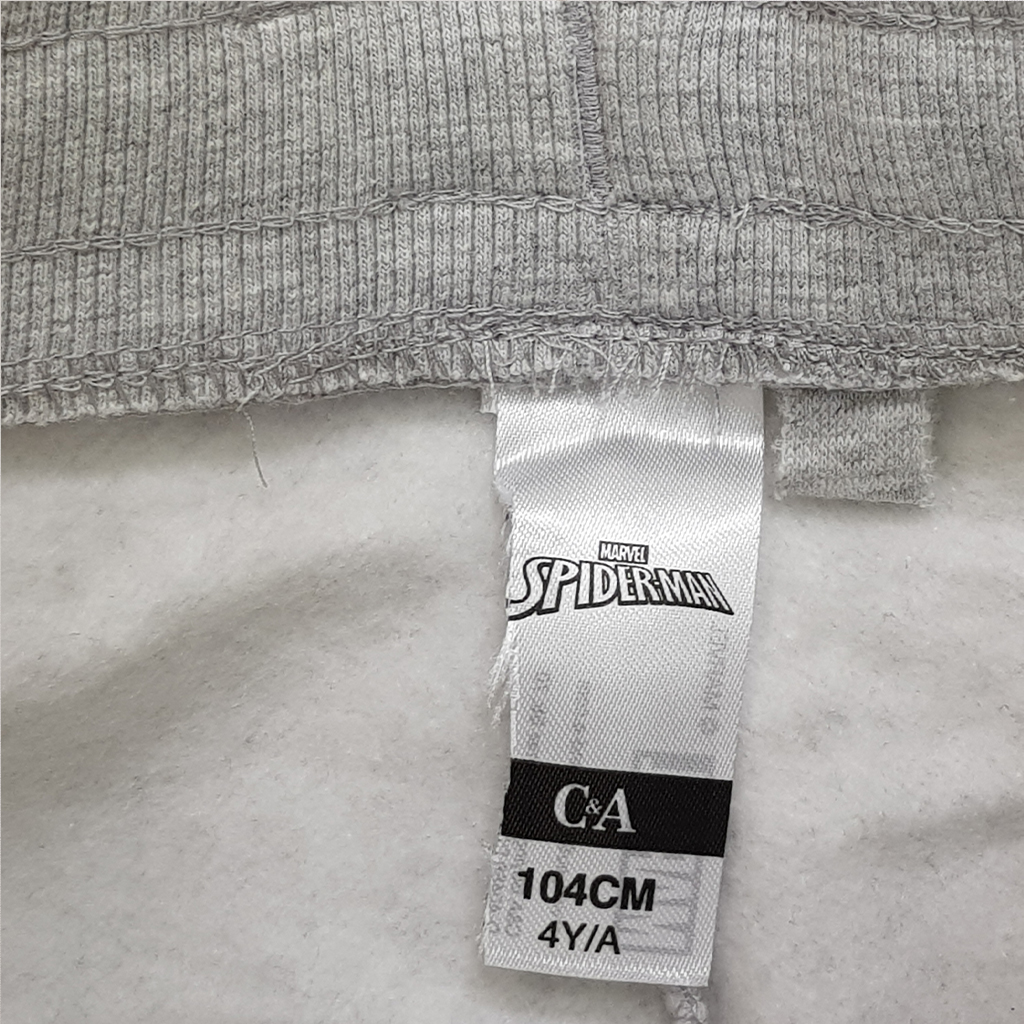 MARVEL
SPIDER-MAN
C&A
104CM
4Y/A